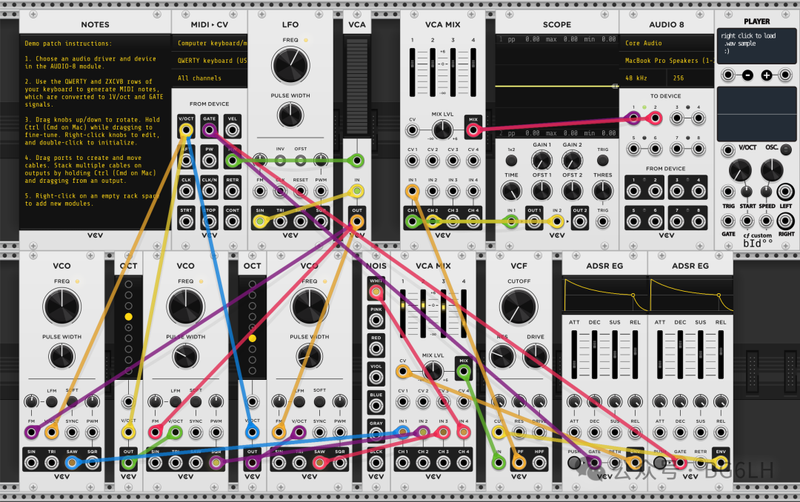 NOTES
Demo patch instructions:
1. Choose an audio driver and device
in the AUDIO-8 module.
2. Use the QWERTY and ZXCVB rows of
your keyboard to generate MIDI notes,
which are converted to 1V/oct and GATE
signals.
3. Drag knobs up/down to rotate. Hold
Ctrl (Cmd on Mac) while dragging to
fine-tune. Right-click knobs to edit,
and double-click to initialize.
4. Drag ports to create and move
cables. Stack multiple cables on
outputs by holding Ctrl (Cmd on Mac)
and dragging from an output.
5. Right-click on an empty rack space
to add new modules.
VCV
MIDI▸CV
Computer keyboard/m
QWERTY keyboard (US
All channels
FROM DEVICE
V/OCT GATE VEL
PW
CLK CLK/N RETR
STRT STOP CONT
VCV
LFO
FREQ
PULSE WIDTH
INV OFST
FM RESET PWM
SIN SQR
VCV
VCA
IN
OUT
VCV
VCA MIX
CV MIX LVL MIX
CV 1 CV 2 CV 3 CV 4
IN 1 IN 2 IN 3 IN 4
CH 1 CH 2 CH 3 CH 4
VCV
SCOPE
1 pp 0.00 max 0.00 min 0.00
2 pp 0.00 max 0.00 min 0.00
1x2 GAIN 1 GAIN 2 TRIG
TIME OFST 1 OFST 2 THRES
IN 1 OUT 1 IN 2 OUT 2 TRIG
VCV
AUDIO 8
Core Audio
MacBook Pro Speakers (1-
48 kHz 256
TO DEVICE
1 2 3 4
5 6 7 8
FROM DEVICE
1 2 3 4
5 6 7 8
VCV
PLAYER
right click to load
.wav sample
:)
V/OCT OSC.
TRIG START SPEED LEFT
GATE cf custom RIGHT
bId°°
VCO
FREQ
PULSE WIDTH
LFM SOFT
FM V/OCT SYNC PWM
SIN TRI SAW SQR
VCV
OCT
V/OCT
OUT
VCV
VCO
FREQ
PULSE WIDTH
LFM SOFT
FM V/OCT SYNC PWM
SIN TRI SAW SQR
VCV
OCT
V/OCT
OUT
VCV
VCO
FREQ
PULSE WIDTH
LFM SOFT
FM V/OCT SYNC PWM
SIN TRI SAW SQR
VCV
NOIS
WHIT
PINK
RED
VIOL
BLUE
GRAY
BLCK
VCV
VCA MIX
CV MIX LVL MIX
CV 1 CV 2 CV 3 CV 4
IN 1 IN 2 IN 3 IN 4
CH 1 CH 2 CH 3 CH 4
VCV
VCF
CUTOFF
RES DRIVE
CUT RES DRIVE
IN LPF HPF
VCV
ADSR EG
ATT DEC SUS REL
PUSH GATE RETR ENV
VCV
ADSR EG
ATT DEC SUS REL
GATE RETR ENV
VCV
公众号 · BG6LH